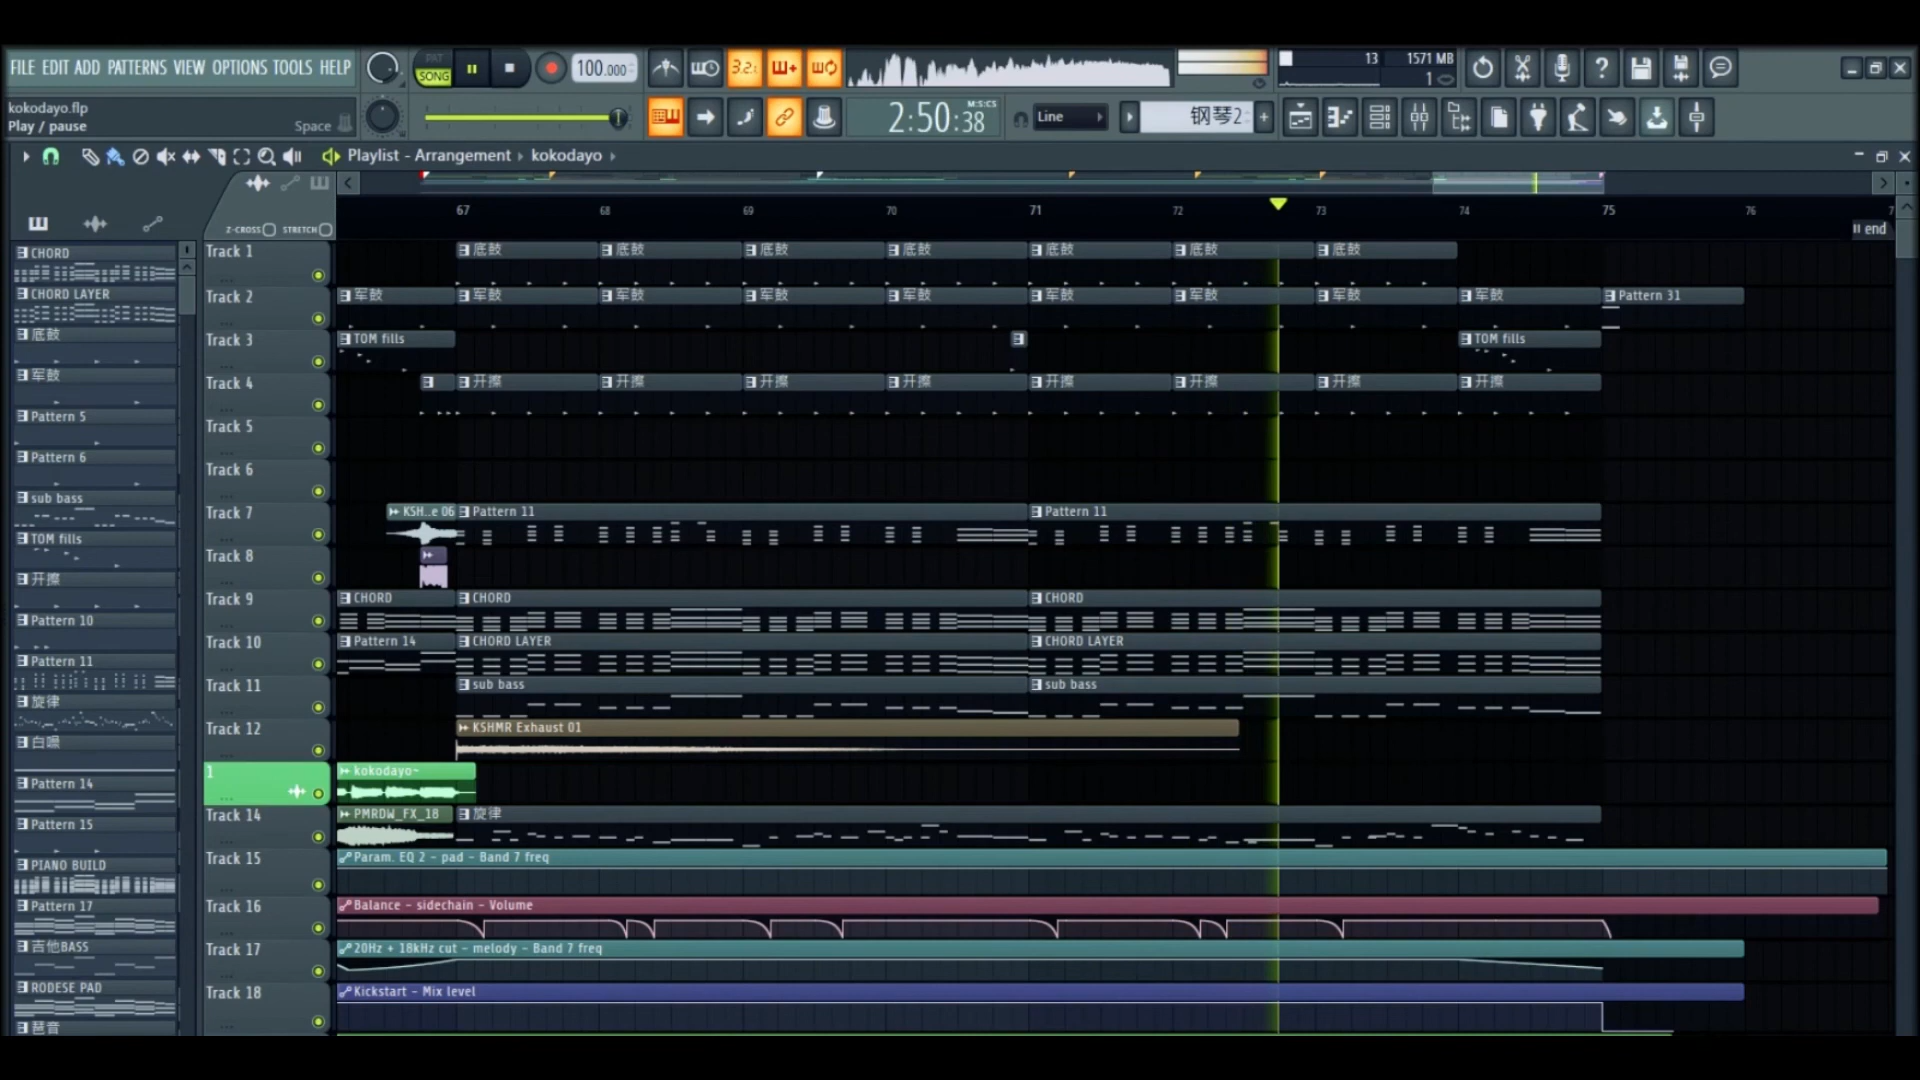 FILE EDIT ADD PATTERNS VIEW OPTIONS TOOLS HELP
PAT
SONG
100.000
3.2
13
1571 MB
1
kokodayo.flp
Play / pause
Space
2:50:38
M:S:CS
Line
钢琴2
Playlist - Arrangement
kokodayo
Z-CROSS
STRETCH
67
68
69
70
71
72
73
74
75
76
end
CHORD
CHORD LAYER
底鼓
军鼓
Pattern 5
Pattern 6
sub bass
TOM fills
开擦
Pattern 10
Pattern 11
旋律
白噪
Pattern 14
Pattern 15
PIANO BUILD
Pattern 17
吉他BASS
RODESE PAD
琶音
Track 1
底鼓 底鼓 底鼓 底鼓 底鼓 底鼓 底鼓
Track 2
军鼓 军鼓 军鼓 军鼓 军鼓 军鼓 军鼓 军鼓 军鼓 Pattern 31
Track 3
TOM fills TOM fills
Track 4
开擦 开擦 开擦 开擦 开擦 开擦 开擦 开擦
Track 5
Track 6
Track 7
KSH..e 06 Pattern 11 Pattern 11
Track 8
Track 9
CHORD CHORD CHORD
Track 10
Pattern 14 CHORD LAYER CHORD LAYER
Track 11
sub bass sub bass
Track 12
KSHMR Exhaust 01
1
kokodayo~
Track 14
PMRDW_FX_18 旋律
Track 15
Param. EQ 2 - pad - Band 7 freq
Track 16
Balance - sidechain - Volume
Track 17
20Hz + 18kHz cut - melody - Band 7 freq
Track 18
Kickstart - Mix level